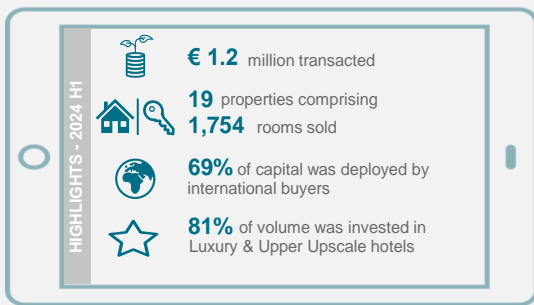 HIGHLIGHTS - 2024 H1
€ 1.2 million transacted
19 properties comprising
1,754 rooms sold
69% of capital was deployed by
international buyers
81% of volume was invested in
Luxury & Upper Upscale hotels